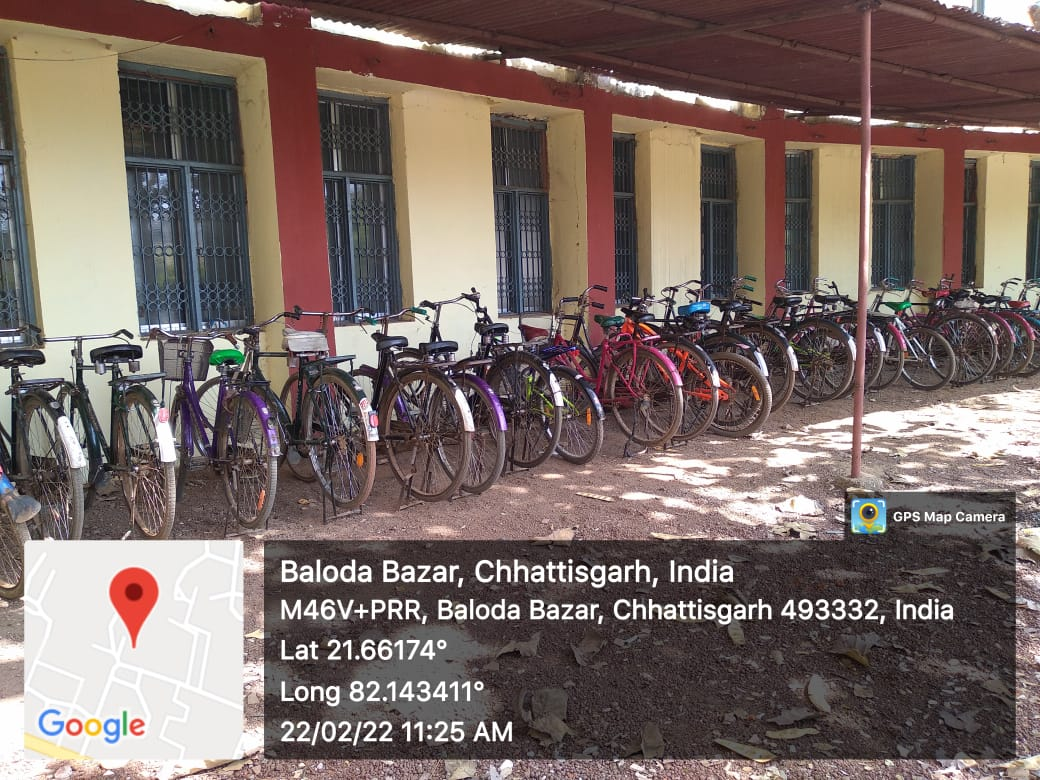 GPS Map Camera
Baloda Bazar, Chhattisgarh, India
M46V+PRR, Baloda Bazar, Chhattisgarh 493332, India
Lat 21.66174°
Long 82.143411°
22/02/22 11:25 AM
Google